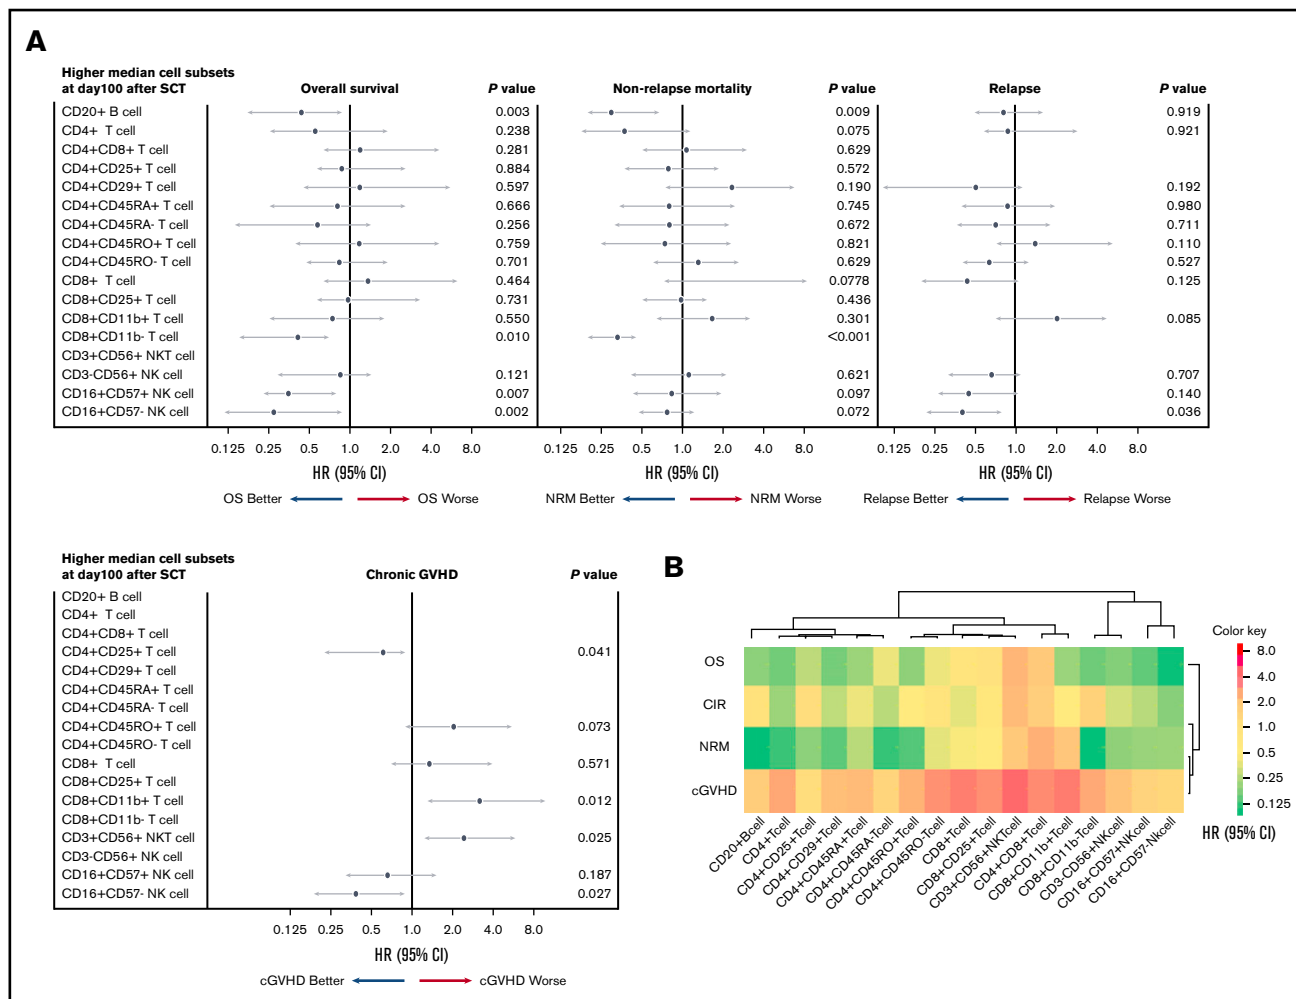 A
Higher median cell subsets
at day100 after SCT
Overall survival
P value
Non-relapse mortality
P value
Relapse
P value
CD20+ B cell 0.003 0.009 0.919
CD4+ T cell 0.238 0.075 0.921
CD4+CD8+ T cell 0.281 0.629
CD4+CD25+ T cell 0.884 0.572
CD4+CD29+ T cell 0.597 0.190 0.192
CD4+CD45RA+ T cell 0.666 0.745 0.980
CD4+CD45RA- T cell 0.256 0.672 0.711
CD4+CD45RO+ T cell 0.759 0.821 0.110
CD4+CD45RO- T cell 0.701 0.629 0.527
CD8+ T cell 0.464 0.0778 0.125
CD8+CD25+ T cell 0.731 0.436
CD8+CD11b+ T cell 0.550 0.301 0.085
CD8+CD11b- T cell 0.010 <0.001
CD3+CD56+ NKT cell
CD3-CD56+ NK cell 0.121 0.621 0.707
CD16+CD57+ NK cell 0.007 0.097 0.140
CD16+CD57- NK cell 0.002 0.072 0.036
0.125 0.25 0.5 1.0 2.0 4.0 8.0 0.125 0.25 0.5 1.0 2.0 4.0 8.0 0.125 0.25 0.5 1.0 2.0 4.0 8.0
HR (95% CI) HR (95% CI) HR (95% CI)
OS Better OS Worse NRM Better NRM Worse Relapse Better Relapse Worse
Higher median cell subsets
at day100 after SCT
Chronic GVHD
P value
CD20+ B cell
CD4+ T cell
CD4+CD8+ T cell
CD4+CD25+ T cell 0.041
CD4+CD29+ T cell
CD4+CD45RA+ T cell
CD4+CD45RA- T cell
CD4+CD45RO+ T cell 0.073
CD4+CD45RO- T cell
CD8+ T cell 0.571
CD8+CD25+ T cell
CD8+CD11b+ T cell 0.012
CD8+CD11b- T cell
CD3+CD56+ NKT cell 0.025
CD3-CD56+ NK cell
CD16+CD57+ NK cell 0.187
CD16+CD57- NK cell 0.027
0.125 0.25 0.5 1.0 2.0 4.0 8.0
HR (95% CI)
cGVHD Better cGVHD Worse
B
OS
CIR
NRM
cGVHD
CD20+Bcell
CD4+Tcell
CD4+CD25+Tcell
CD4+CD29+Tcell
CD4+CD45RA+Tcell
CD4+CD45RA-Tcell
CD4+CD45RO+Tcell
CD4+CD45RO-Tcell
CD8+Tcell
CD8+CD25+Tcell
CD3+CD56+NKTcell
CD4+CD8+Tcell
CD8+CD11b+Tcell
CD8+CD11b-Tcell
CD3-CD56+NKcell
CD16+CD57+NKcell
CD16+CD57-Nkcell
Color key
8.0
4.0
2.0
1.0
0.5
0.25
0.125
HR (95% CI)